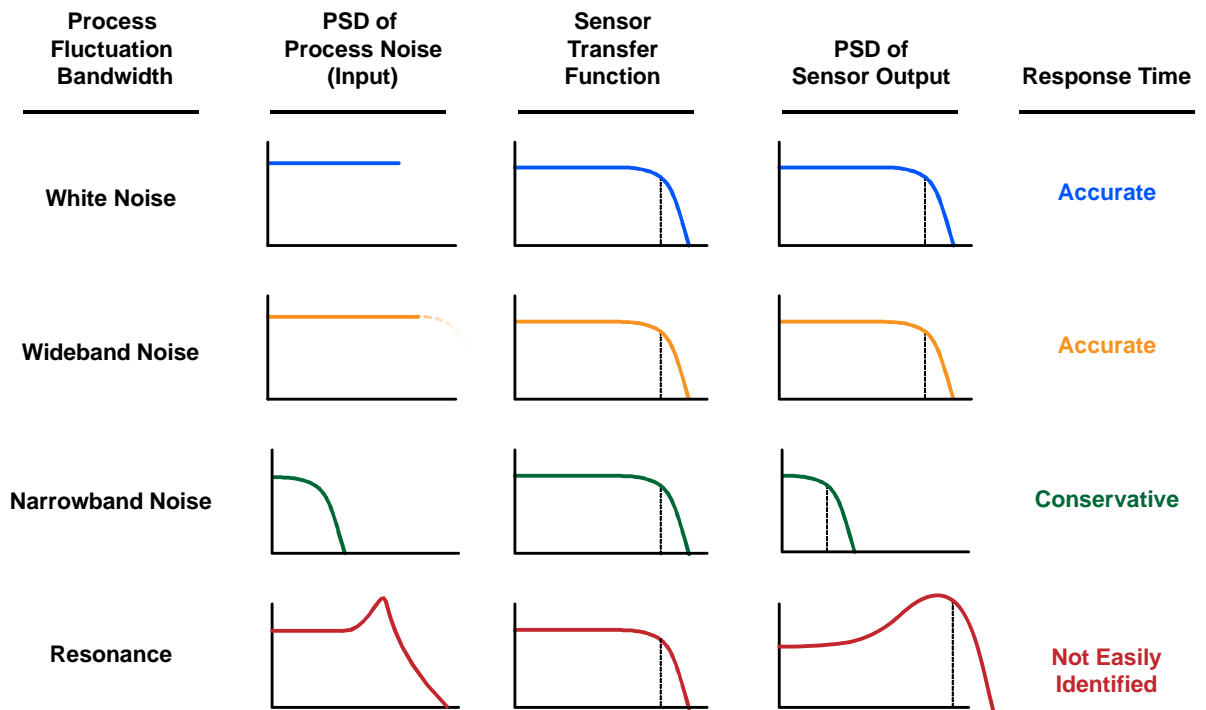 Process
Fluctuation
Bandwidth
PSD of
Process Noise
(Input)
Sensor
Transfer
Function
PSD of
Sensor Output
Response Time
White Noise
Accurate
Wideband Noise
Accurate
Narrowband Noise
Conservative
Resonance
Not Easily
Identified